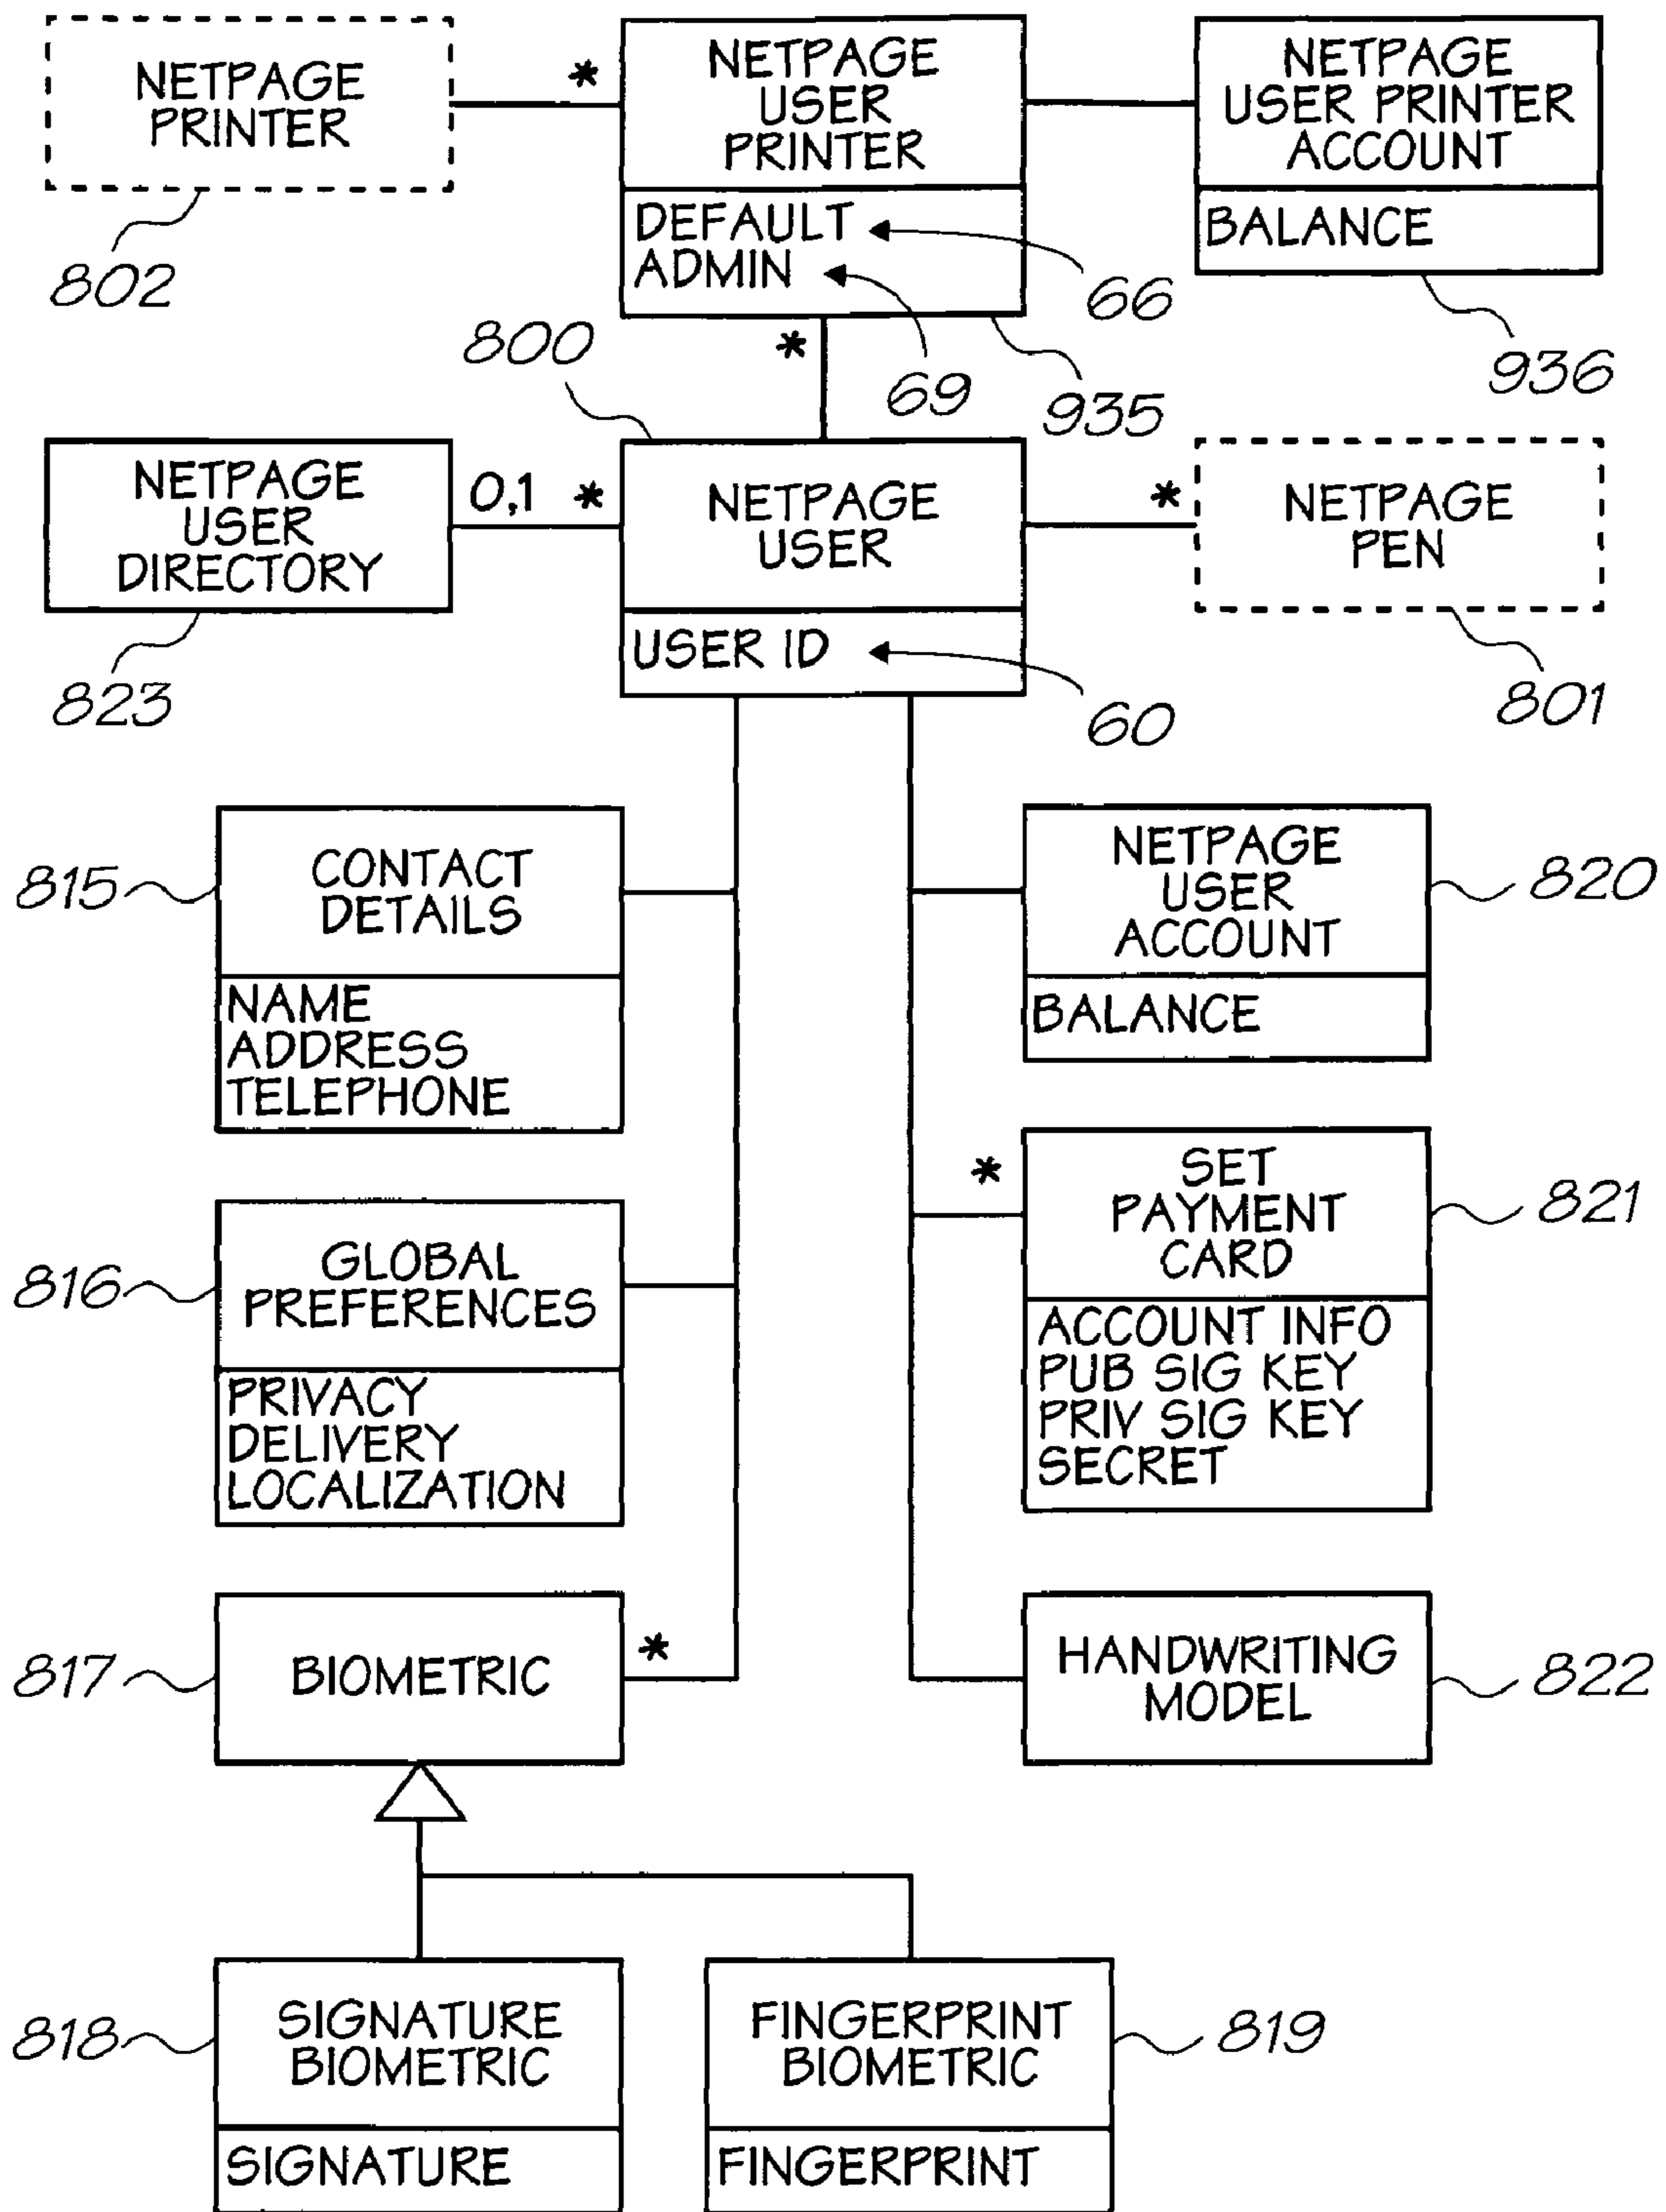 NETPAGE
PRINTER
802
*
NETPAGE
USER
PRINTER
DEFAULT
ADMIN
66
69
935
NETPAGE
USER PRINTER
ACCOUNT
BALANCE
936
*
800
NETPAGE
USER
DIRECTORY
823
0,1 *
NETPAGE
USER
USER ID
60
*
NETPAGE
PEN
801
815
CONTACT
DETAILS
NAME
ADDRESS
TELEPHONE
NETPAGE
USER
ACCOUNT
BALANCE
820
816
GLOBAL
PREFERENCES
PRIVACY
DELIVERY
LOCALIZATION
*
SET
PAYMENT
CARD
ACCOUNT INFO
PUB SIG KEY
PRIV SIG KEY
SECRET
821
817
BIOMETRIC
*
HANDWRITING
MODEL
822
818
SIGNATURE
BIOMETRIC
SIGNATURE
FINGERPRINT
BIOMETRIC
FINGERPRINT
819